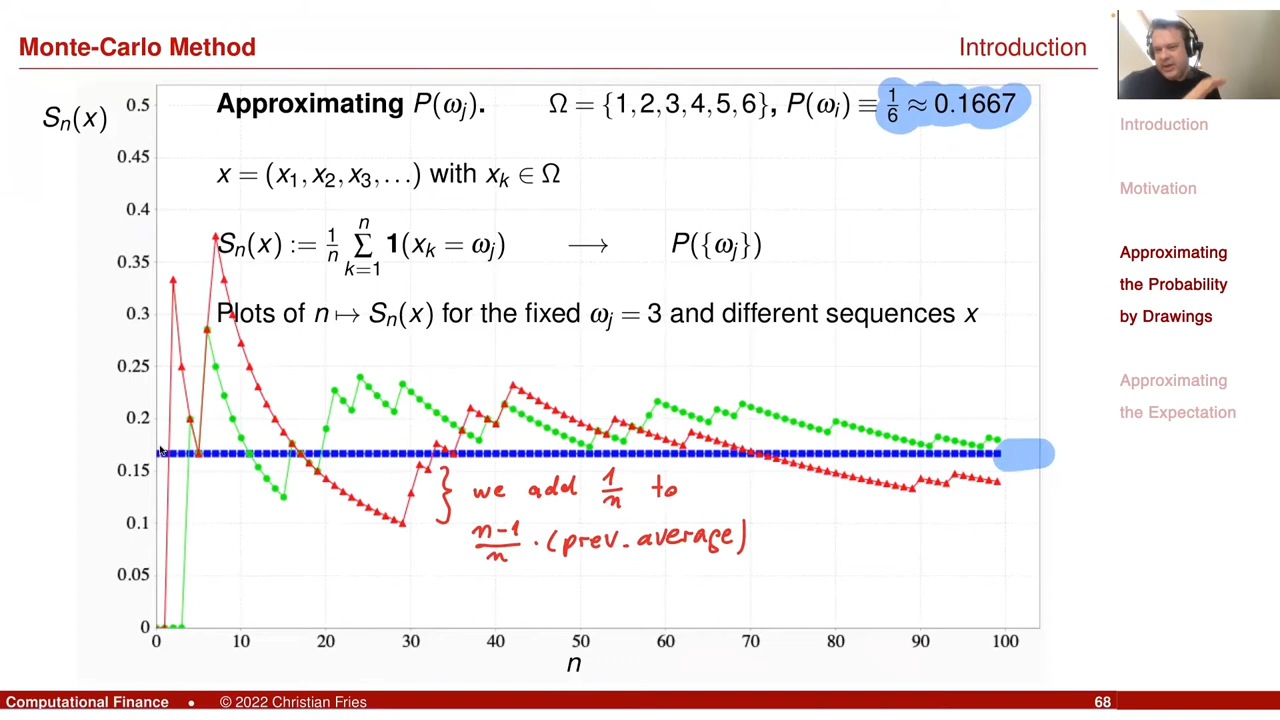 Monte-Carlo Method
Introduction
Sₙ(x)
Approximating P(ωⱼ). Ω = {1,2,3,4,5,6}, P(ωᵢ) ≡ 1/6 ≈ 0.1667
x = (x₁, x₂, x₃, ...) with xₖ ∈ Ω
Sₙ(x) := 1/n ∑ₖ₌₁ⁿ 1(xₖ = ωⱼ) ⟶ P({ωⱼ})
Plots of n ↦ Sₙ(x) for the fixed ωⱼ = 3 and different sequences x
0.5
0.45
0.4
0.35
0.3
0.25
0.2
0.15
0.1
0.05
0
we add 1/n to
n-1/n · (prev. average)
0 10 20 30 40 50 60 70 80 90 100
n
Introduction
Motivation
Approximating
the Probability
by Drawings
Approximating
the Expectation
Computational Finance • © 2022 Christian Fries
68